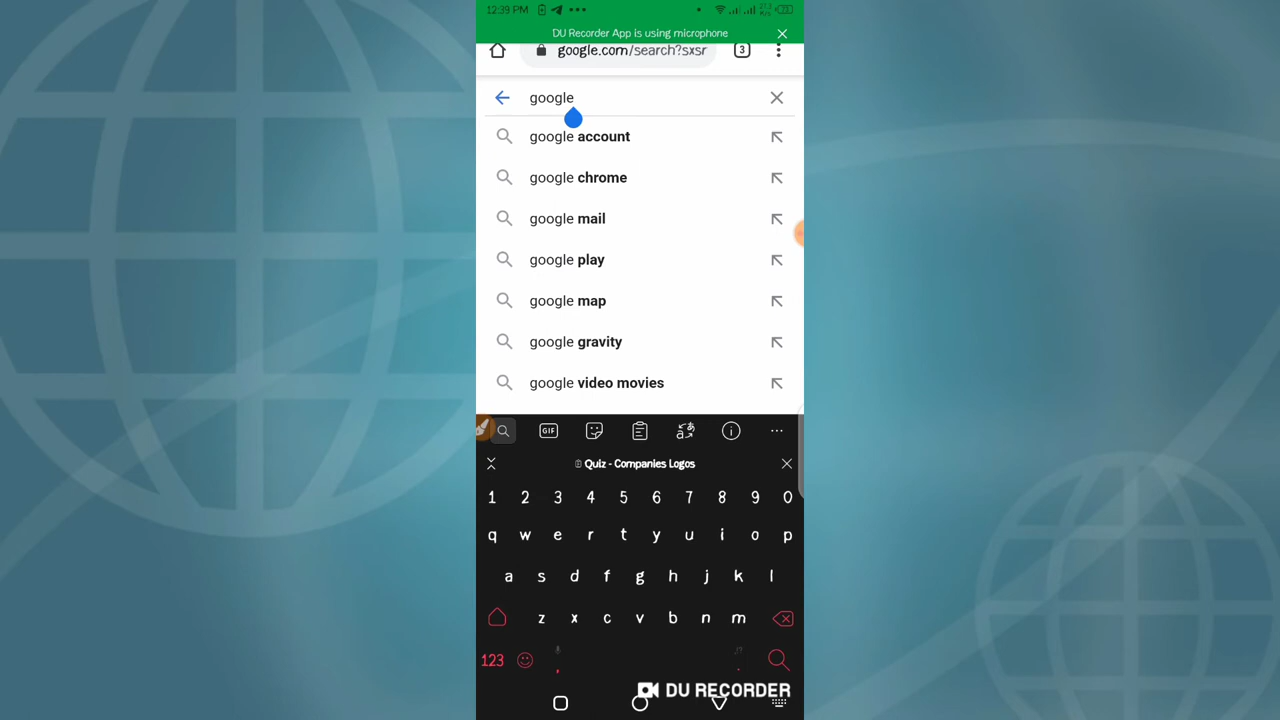 12:39 PM
DU Recorder App is using microphone
google.com/search?sxsr
3
google
google account
google chrome
google mail
google play
google map
google gravity
google video movies
GIF
Quiz - Companies Logos
1 2 3 4 5 6 7 8 9 0
q w e r t y u i o p
a s d f g h j k l
z x c v b n m
123 , .
DU RECORDER